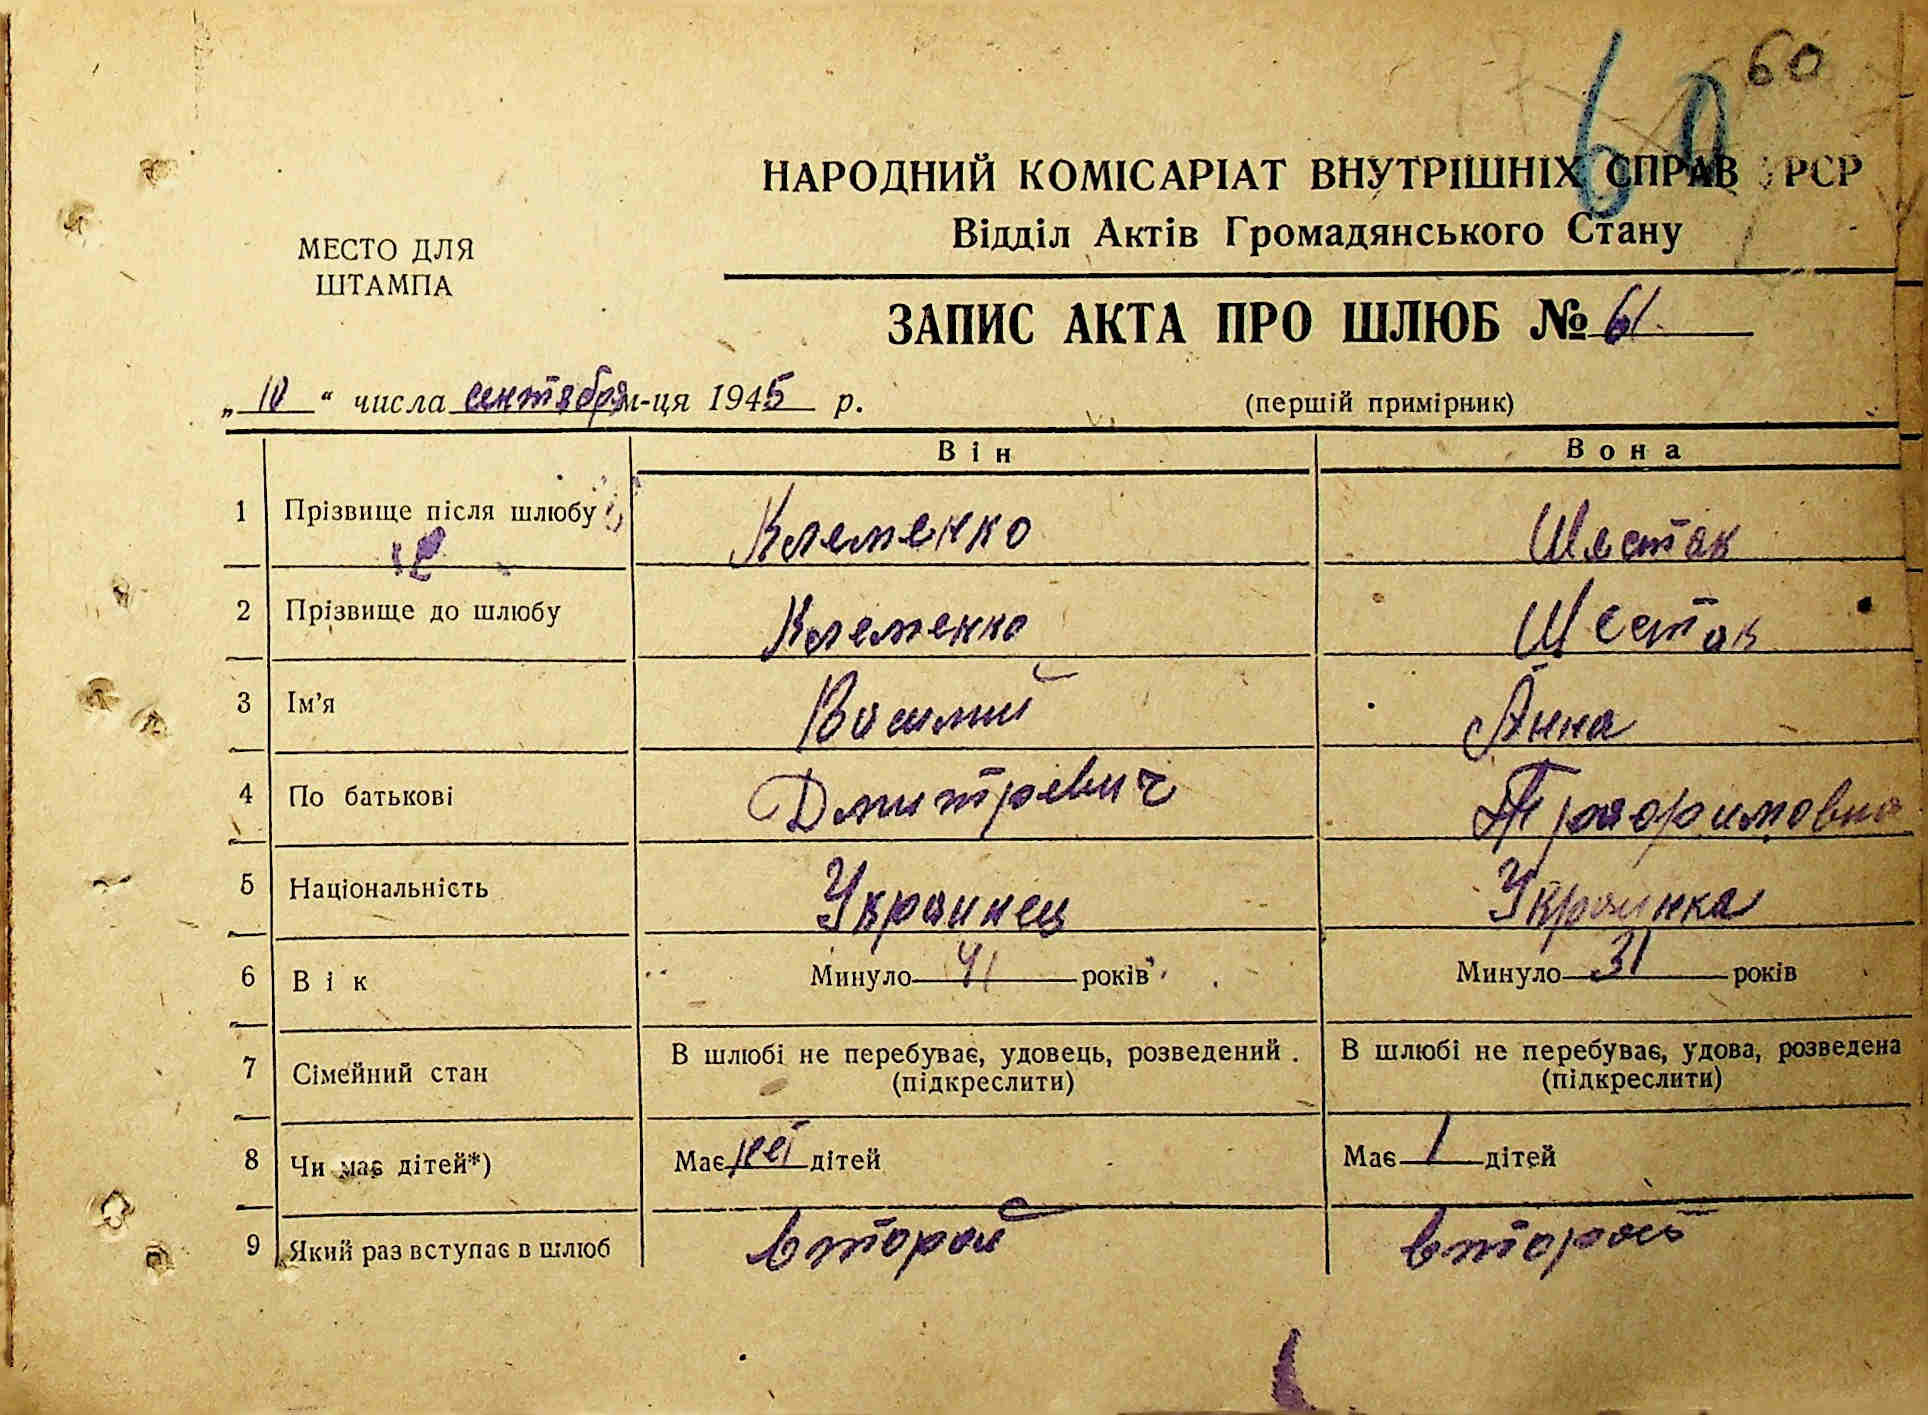 60
60
НАРОДНИЙ КОМІСАРІАТ ВНУТРІШНІХ СПРАВ УРСР
Відділ Актів Громадянського Стану
МЕСТО ДЛЯ
ШТАМПА
ЗАПИС АКТА ПРО ШЛЮБ № 61
„10“ числа сентября м-ця 1945 р. (перший примірник)
Він Вона
1 Прізвище після шлюбу Клеменко Шестак
2 Прізвище до шлюбу Клеменко Шестак
3 Ім'я Василий Анна
4 По батькові Дмитревич Трофимовна
5 Національність Украинец Украинка
6 Вік Минуло 41 років Минуло 31 років
7 Сімейний стан В шлюбі не перебуває, удовець, розведений. (підкреслити) В шлюбі не перебуває, удова, розведена (підкреслити)
8 Чи має дітей*) Має нет дітей Має 1 дітей
9 Який раз вступає в шлюб второй второй